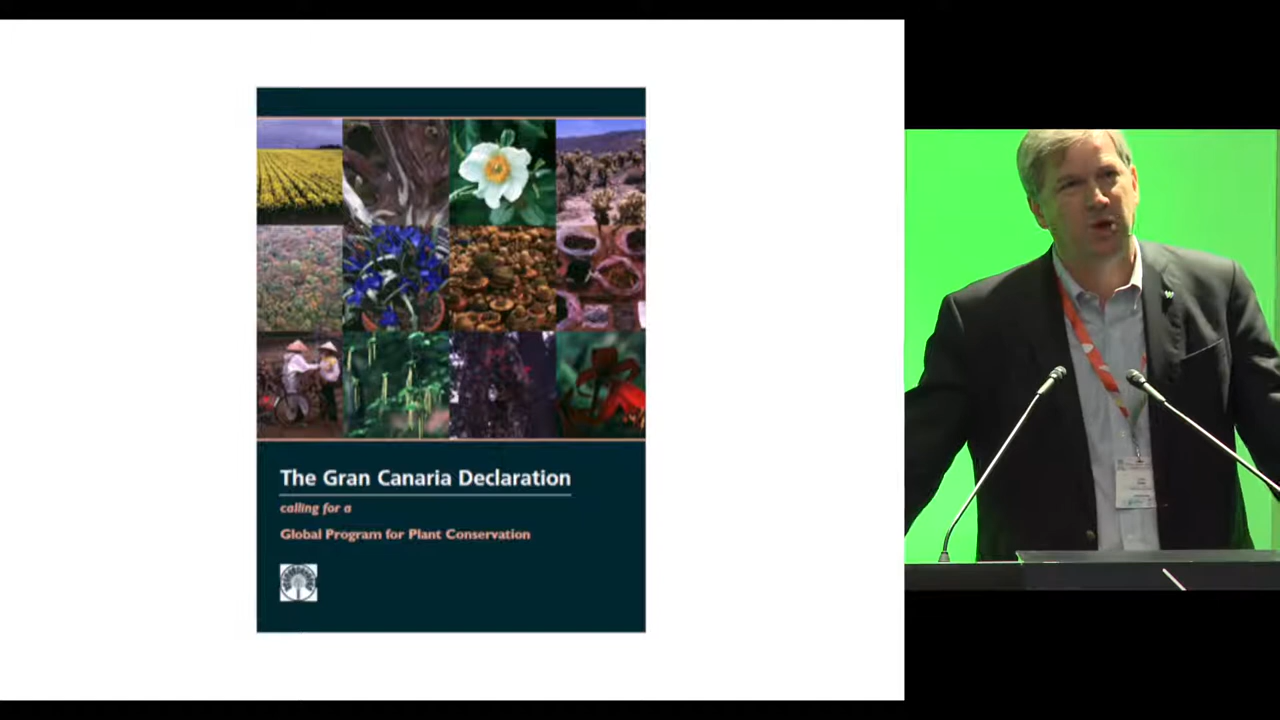 The Gran Canaria Declaration
calling for a
Global Program for Plant Conservation